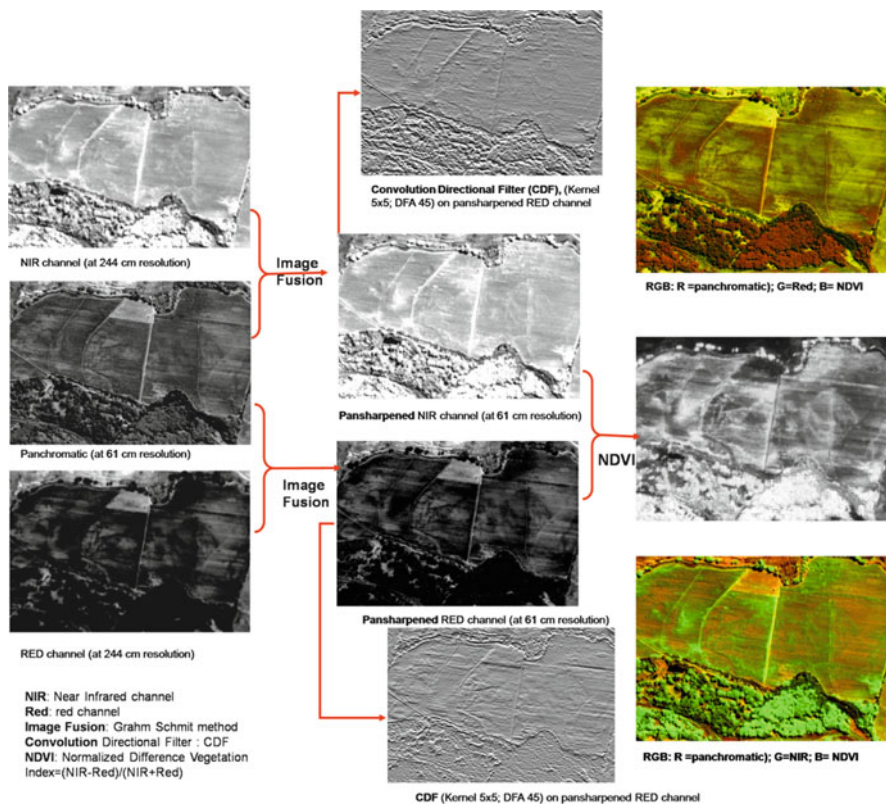 Convolution Directional Filter (CDF), (Kernel
5x5; DFA 45) on pansharpened RED channel
NIR channel (at 244 cm resolution)
Image
Fusion
RGB: R =panchromatic); G=Red; B= NDVI
Pansharpened NIR channel (at 61 cm resolution)
Panchromatic (at 61 cm resolution)
NDVI
Image
Fusion
Pansharpened RED channel (at 61 cm resolution)
RED channel (at 244 cm resolution)
NIR: Near Infrared channel
Red: red channel
Image Fusion: Grahm Schmit method
Convolution Directional Filter : CDF
NDVI: Normalized Difference Vegetation
Index=(NIR-Red)/(NIR+Red)
RGB: R =panchromatic); G=NIR; B= NDVI
CDF (Kernel 5x5; DFA 45) on pansharpened RED channel